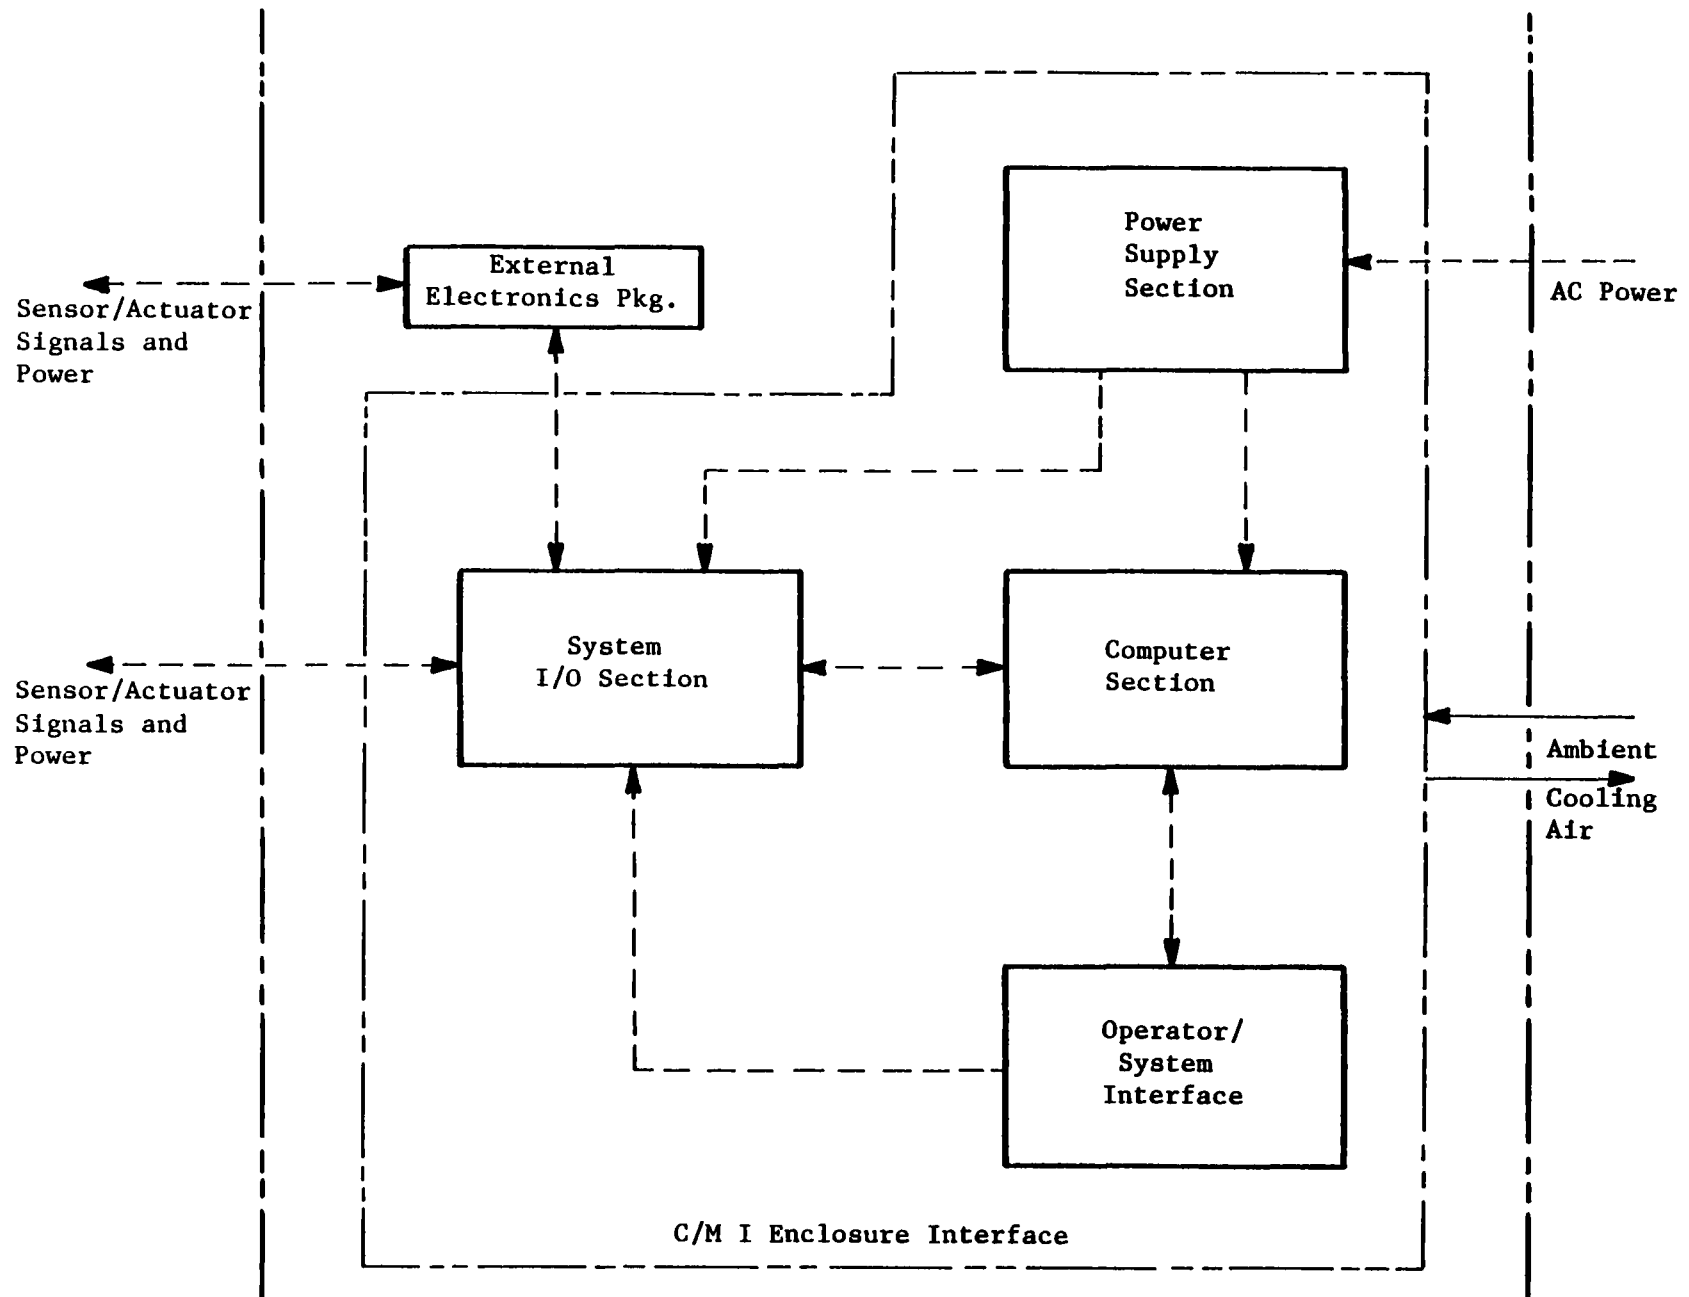 Power
Supply
Section
External
Electronics Pkg.
AC Power
Sensor/Actuator
Signals and
Power
System
I/O Section
Computer
Section
Sensor/Actuator
Signals and
Power
Ambient
Cooling
Air
Operator/
System
Interface
C/M I Enclosure Interface